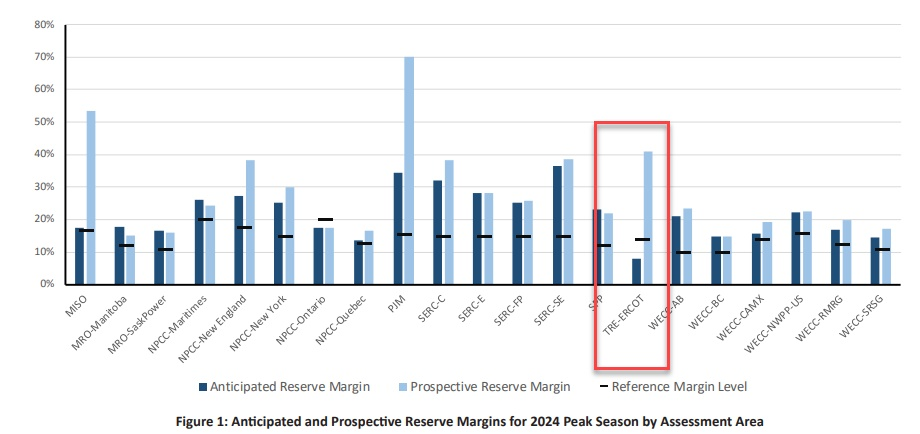 80%
70%
60%
50%
40%
30%
20%
10%
0%
MISO
MRO-Manitoba
MRO-SaskPower
NPCC-Maritimes
NPCC-New England
NPCC-New York
NPCC-Ontario
NPCC-Quebec
PJM
SERC-C
SERC-E
SERC-FP
SERC-SE
SPP
TRE-ERCOT
WECC-AB
WECC-BC
WECC-CAMX
WECC-NWPP-US
WECC-RMRG
WECC-SRSG
Anticipated Reserve Margin Prospective Reserve Margin Reference Margin Level
Figure 1: Anticipated and Prospective Reserve Margins for 2024 Peak Season by Assessment Area